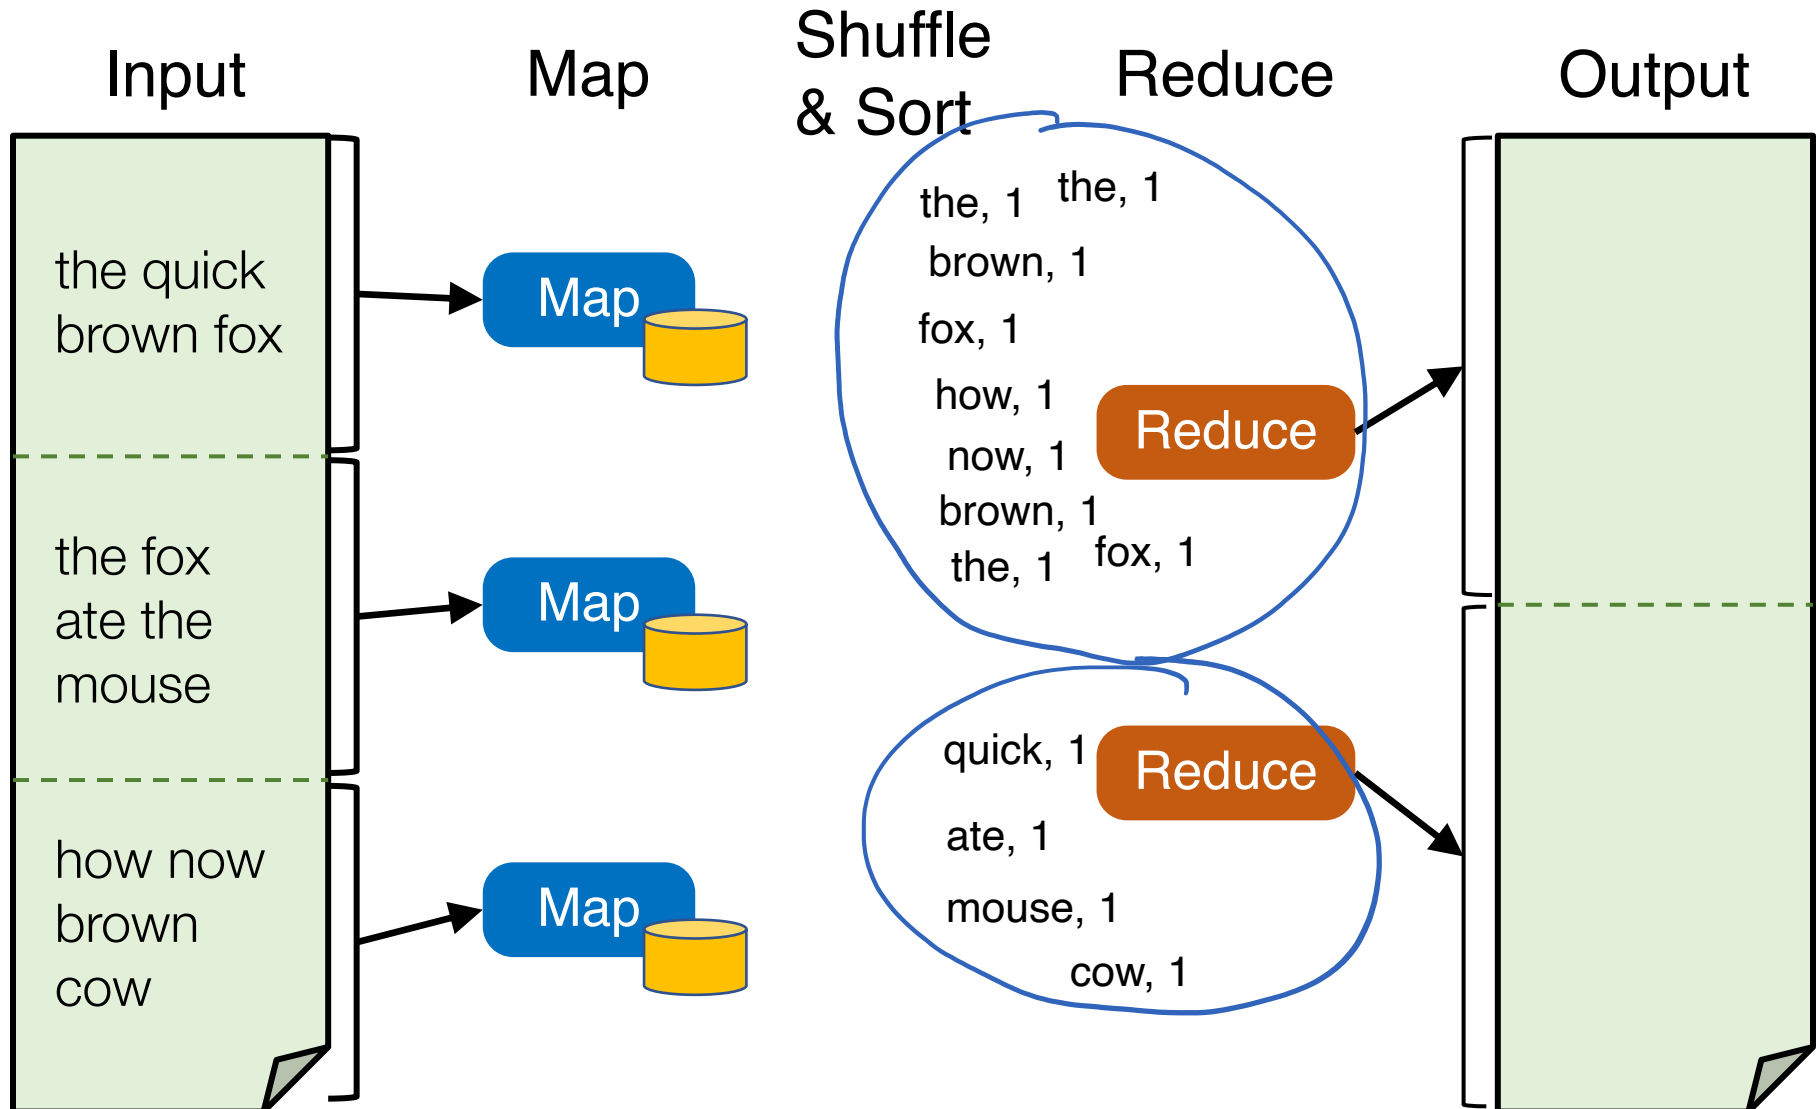 Input
Map
Shuffle
& Sort
Reduce
Output
the quick
brown fox
the fox
ate the
mouse
how now
brown
cow
Map
Map
Map
the, 1
the, 1
brown, 1
fox, 1
how, 1
now, 1
brown, 1
the, 1
fox, 1
Reduce
quick, 1
ate, 1
mouse, 1
cow, 1
Reduce